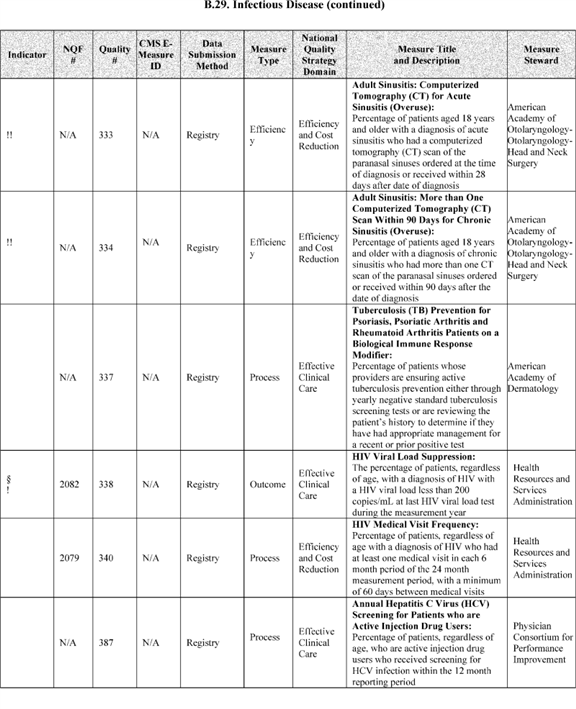 B.29. Infectious Disease (continued)
Indicator
NQF
#
Quality
#
CMS E-
Measure
ID
Data
Submission
Method
Measure
Type
National
Quality
Strategy
Domain
Measure Title
and Description
Measure
Steward
!!
N/A
333
N/A
Registry
Efficienc
y
Efficiency
and Cost
Reduction
Adult Sinusitis: Computerized
Tomography (CT) for Acute
Sinusitis (Overuse):
Percentage of patients aged 18 years
and older with a diagnosis of acute
sinusitis who had a computerized
tomography (CT) scan of the
paranasal sinuses ordered at the time
of diagnosis or received within 28
days after date of diagnosis
American
Academy of
Otolaryngology-
Otolaryngology-
Head and Neck
Surgery
!!
N/A
334
N/A
Registry
Efficienc
y
Efficiency
and Cost
Reduction
Adult Sinusitis: More than One
Computerized Tomography (CT)
Scan Within 90 Days for Chronic
Sinusitis (Overuse):
Percentage of patients aged 18 years
and older with a diagnosis of chronic
sinusitis who had more than one CT
scan of the paranasal sinuses ordered
or received within 90 days after the
date of diagnosis
American
Academy of
Otolaryngology-
Otolaryngology-
Head and Neck
Surgery
N/A
337
N/A
Registry
Process
Effective
Clinical
Care
Tuberculosis (TB) Prevention for
Psoriasis, Psoriatic Arthritis and
Rheumatoid Arthritis Patients on a
Biological Immune Response
Modifier:
Percentage of patients whose
providers are ensuring active
tuberculosis prevention either through
yearly negative standard tuberculosis
screening tests or are reviewing the
patient's history to determine if they
have had appropriate management for
a recent or prior positive test
American
Academy of
Dermatology
§
!
2082
338
N/A
Registry
Outcome
Effective
Clinical
Care
HIV Viral Load Suppression:
The percentage of patients, regardless
of age, with a diagnosis of HIV with
a HIV viral load less than 200
copies/mL at last HIV viral load test
during the measurement year
Health
Resources and
Services
Administration
2079
340
N/A
Registry
Process
Efficiency
and Cost
Reduction
HIV Medical Visit Frequency:
Percentage of patients, regardless of
age with a diagnosis of HIV who had
at least one medical visit in each 6
month period of the 24 month
measurement period, with a minimum
of 60 days between medical visits
Health
Resources and
Services
Administration
N/A
387
N/A
Registry
Process
Effective
Clinical
Care
Annual Hepatitis C Virus (HCV)
Screening for Patients who are
Active Injection Drug Users:
Percentage of patients, regardless of
age, who are active injection drug
users who received screening for
HCV infection within the 12 month
reporting period
Physician
Consortium for
Performance
Improvement